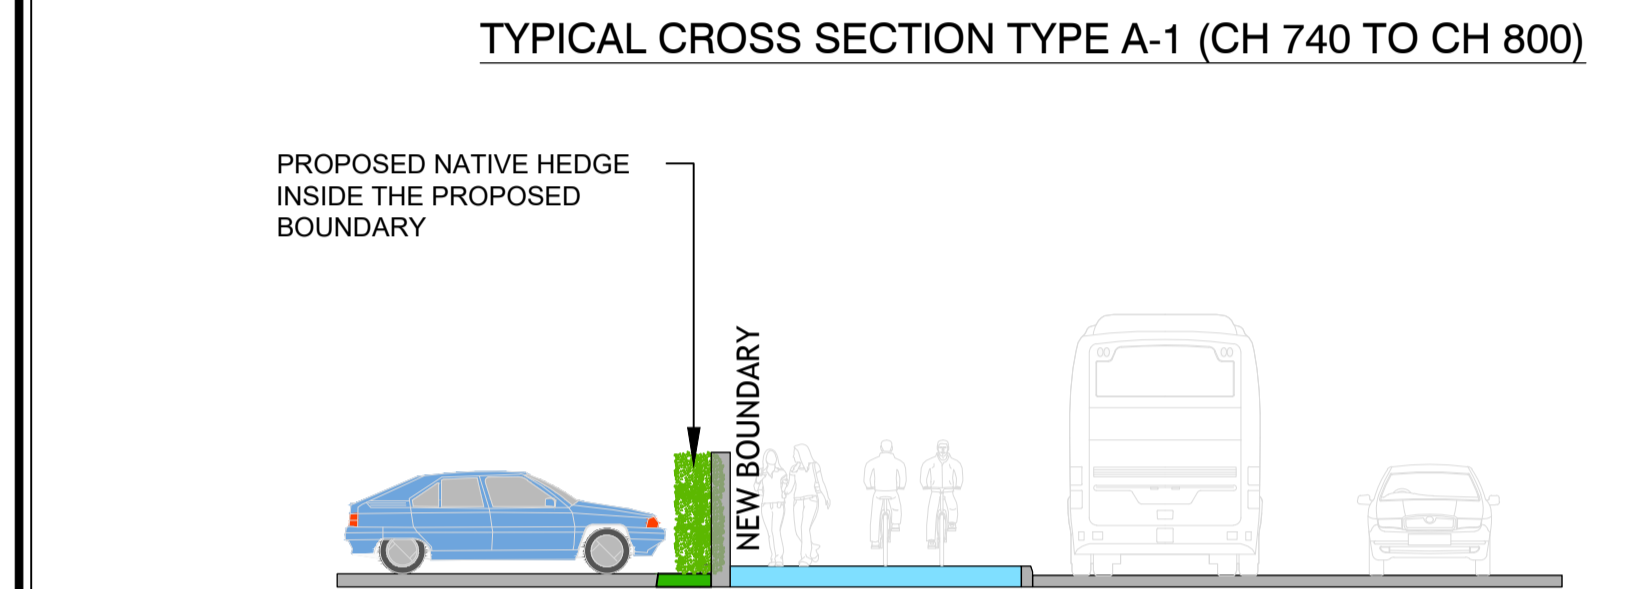 TYPICAL CROSS SECTION TYPE A-1 (CH 740 TO CH 800)
PROPOSED NATIVE HEDGE
INSIDE THE PROPOSED
BOUNDARY
NEW BOUNDARY